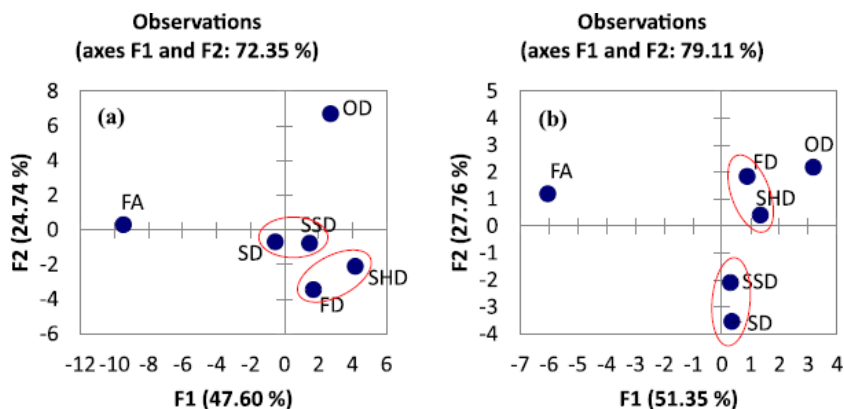 Observations
(axes F1 and F2: 72.35 %)
(a)
8
6
4
2
0
-2
-4
-6
F2 (24.74 %)
OD
FA
SSD
SD
SHD
FD
-12 -10 -8 -6 -4 -2 0 2 4 6
F1 (47.60 %)
Observations
(axes F1 and F2: 79.11 %)
(b)
5
4
3
2
1
0
-1
-2
-3
-4
F2 (27.76 %)
OD
FD
FA
SHD
SSD
SD
-7 -6 -5 -4 -3 -2 -1 0 1 2 3 4
F1 (51.35 %)